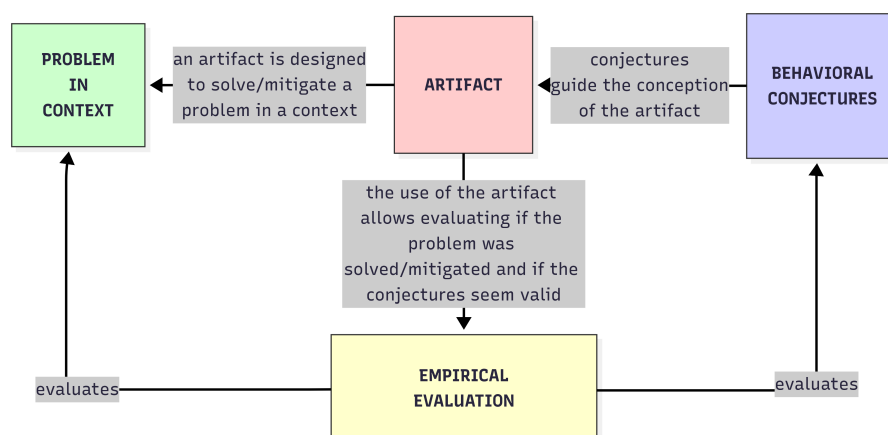 PROBLEM
IN
CONTEXT
an artifact is designed
to solve/mitigate a
problem in a context
ARTIFACT
conjectures
guide the conception
of the artifact
BEHAVIORAL
CONJECTURES
the use of the artifact
allows evaluating if the
problem was
solved/mitigated and if the
conjectures seem valid
evaluates
EMPIRICAL
EVALUATION
evaluates